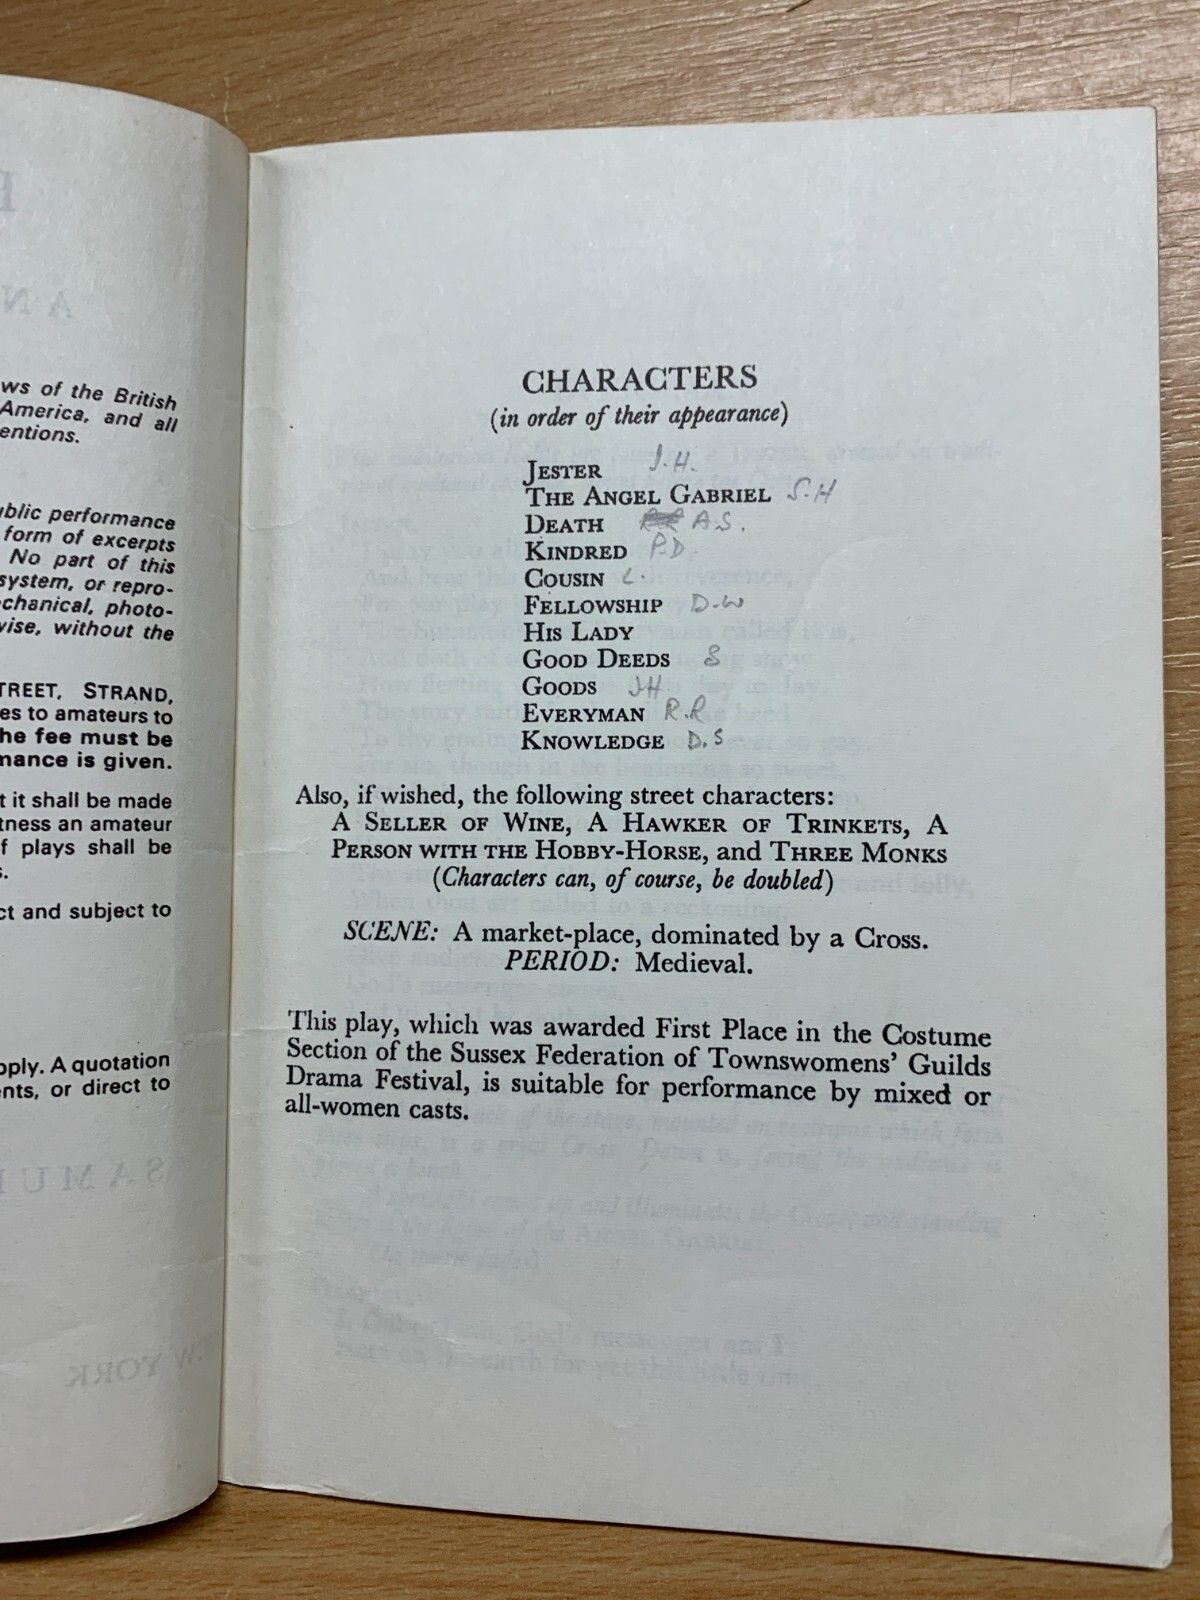 ws of the British
America, and all
entions.
ublic performance
form of excerpts
No part of this
system, or repro-
echanical, photo-
wise, without the
TREET, STRAND,
es to amateurs to
he fee must be
mance is given.
t it shall be made
tness an amateur
f plays shall be
s.
ct and subject to
pply. A quotation
nts, or direct to
CHARACTERS
(in order of their appearance)
JESTER J.H.
THE ANGEL GABRIEL S.H
DEATH A.S.
KINDRED P.D
COUSIN L.
FELLOWSHIP D.W
HIS LADY
GOOD DEEDS S
GOODS JH
EVERYMAN R.R
KNOWLEDGE D.S
Also, if wished, the following street characters:
A SELLER OF WINE, A HAWKER OF TRINKETS, A
PERSON WITH THE HOBBY-HORSE, and THREE MONKS
(Characters can, of course, be doubled)
SCENE: A market-place, dominated by a Cross.
PERIOD: Medieval.
This play, which was awarded First Place in the Costume
Section of the Sussex Federation of Townswomens' Guilds
Drama Festival, is suitable for performance by mixed or
all-women casts.